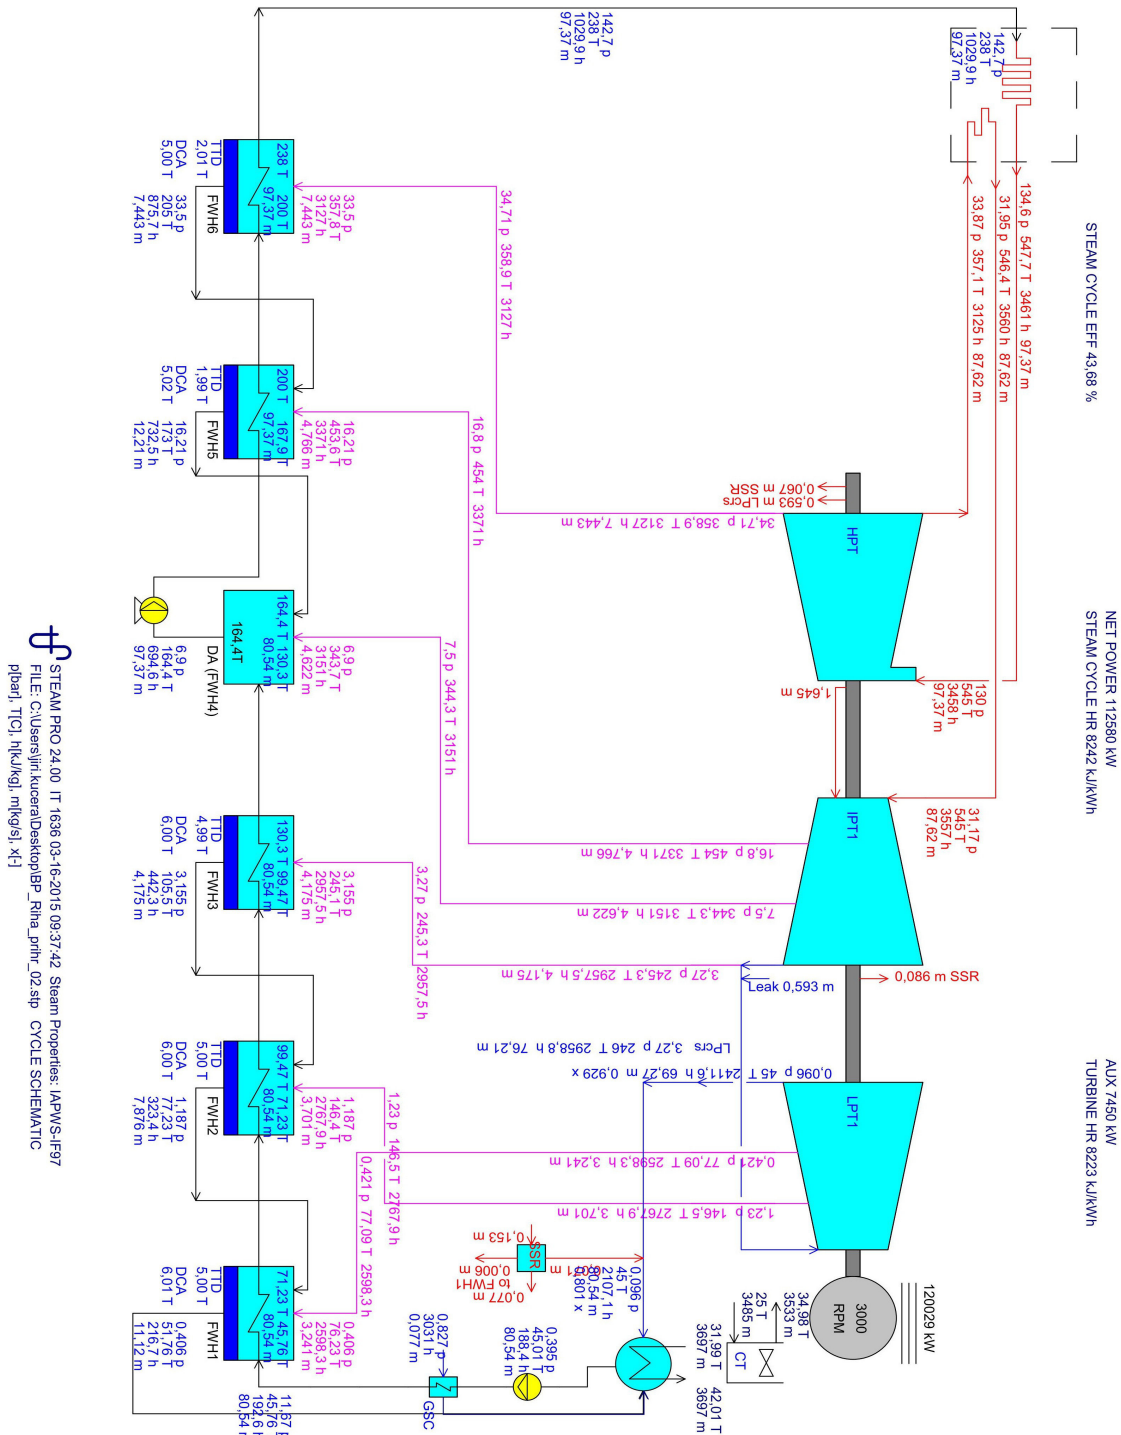 STEAM CYCLE EFF 43,68 %
NET POWER 112580 kW
STEAM CYCLE HR 8242 kJ/kWh
AUX 7450 kW
TURBINE HR 8223 kJ/kWh
142,7 p
238 T
1029,9 h
97,37 m
142,7 p
238 T
1029,9 h
97,37 m
134,6 p 547,7 T 3461 h 97,37 m
31,95 p 546,4 T 3560 h 87,62 m
33,87 p 357,1 T 3125 h 87,62 m
0,067 m SSR
0,593 m LPcrs
HPT
34,71 p 358,9 T 3127 h 7,443 m
130 p
545 T
3458 h
97,37 m
1,645 m
31,17 p
545 T
3557 h
87,62 m
IPT1
16,8 p 454 T 3371 h 4,766 m
7,5 p 344,3 T 3151 h 4,622 m
3,27 p 245,3 T 2957,5 h 4,175 m
0,086 m SSR
Leak 0,593 m
LPcrs 3,27 p 246 T 2958,8 h 76,21 m
0,096 p 45 T 2411,6 h 69,27 m 0,929 x
LPT1
0,421 p 77,09 T 2598,3 h 3,241 m
1,23 p 146,5 T 2767,9 h 3,701 m
3000
RPM
120029 kW
34,98 T
3533 m
25 T
3485 m
CT
31,99 T
3697 m
42,01 T
3697 m
0,153 m
SSR
0,006 m
0,077 m
to FWH1
0,096 p
45 T
2107,1 h
80,54 m
0,801 x
0,395 p
45,01 T
188,4 h
80,54 m
0,827 p
3031 h
0,077 m
GSC
11,87 p
45,76 T
192,6 h
80,54 m
34,71 p 358,9 T 3127 h
16,8 p 454 T 3371 h
7,5 p 344,3 T 3151 h
3,27 p 245,3 T 2957,5 h
1,23 p 146,5 T 2767,9 h
0,421 p 77,09 T 2598,3 h
238 T 200 T
97,37 m
33,5 p
357,8 T
3127 h
7,443 m
FWH6
TTD
2,01 T
DCA
5,00 T
33,5 p
205 T
875,7 h
7,443 m
200 T 167,9 T
97,37 m
16,21 p
453,6 T
3371 h
4,766 m
FWH5
TTD
1,99 T
DCA
5,02 T
16,21 p
173 T
732,5 h
12,21 m
164,4 T 130,3 T
80,54 m
164,4T
DA (FWH4)
6,9 p
343,7 T
3151 h
4,622 m
6,9 p
164,4 T
694,6 h
97,37 m
130,3 T 99,47 T
80,54 m
3,155 p
245,1 T
2957,5 h
4,175 m
FWH3
TTD
4,99 T
DCA
6,00 T
3,155 p
105,5 T
442,3 h
4,175 m
99,47 T 71,23 T
80,54 m
1,187 p
146,4 T
2767,9 h
3,701 m
FWH2
TTD
5,00 T
DCA
6,00 T
1,187 p
77,23 T
323,4 h
7,876 m
71,23 T 45,76 T
80,54 m
0,406 p
76,23 T
2598,3 h
3,241 m
FWH1
TTD
5,00 T
DCA
6,01 T
0,406 p
51,76 T
216,7 h
11,12 m
STEAM PRO 24.00 IT 1636 03-16-2015 09:37:42 Steam Properties: IAPWS-IF97
FILE: C:\Users\jiri.kucera\Desktop\BP_Riha_prihr_02.stp CYCLE SCHEMATIC
p[bar], T[C], h[kJ/kg], m[kg/s], x[-]